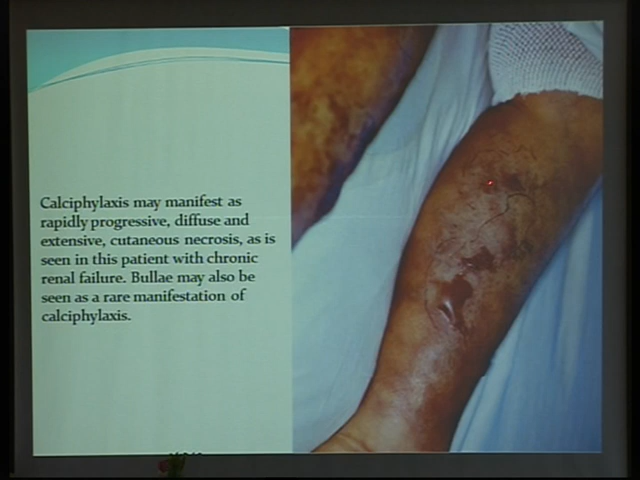 Calciphylaxis may manifest as
rapidly progressive, diffuse and
extensive, cutaneous necrosis, as is
seen in this patient with chronic
renal failure. Bullae may also be
seen as a rare manifestation of
calciphylaxis.